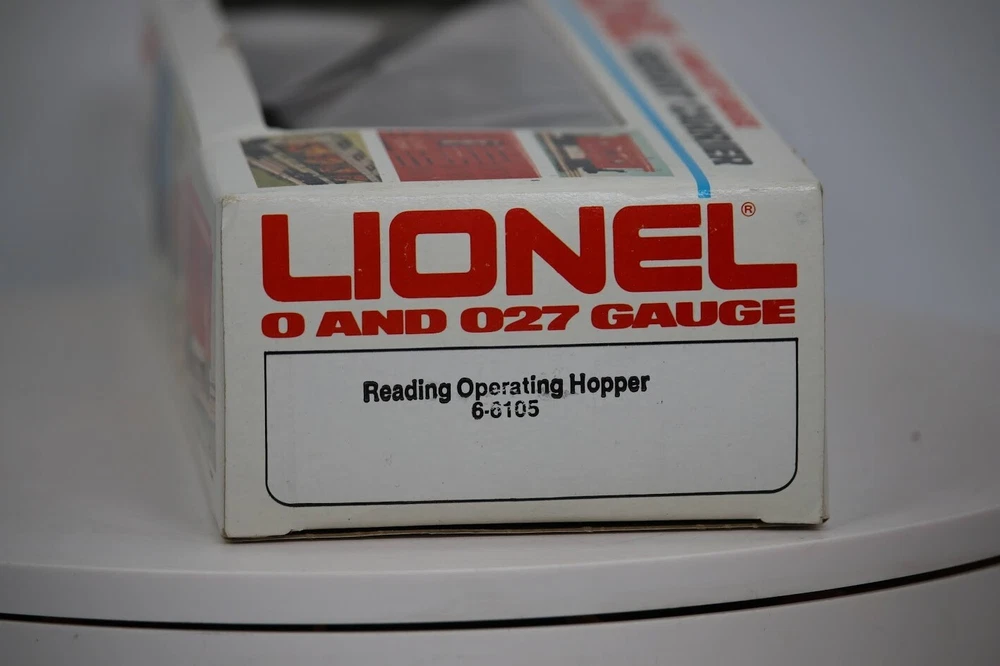 LIONEL®
O AND O27 GAUGE
Reading Operating Hopper
6-6105